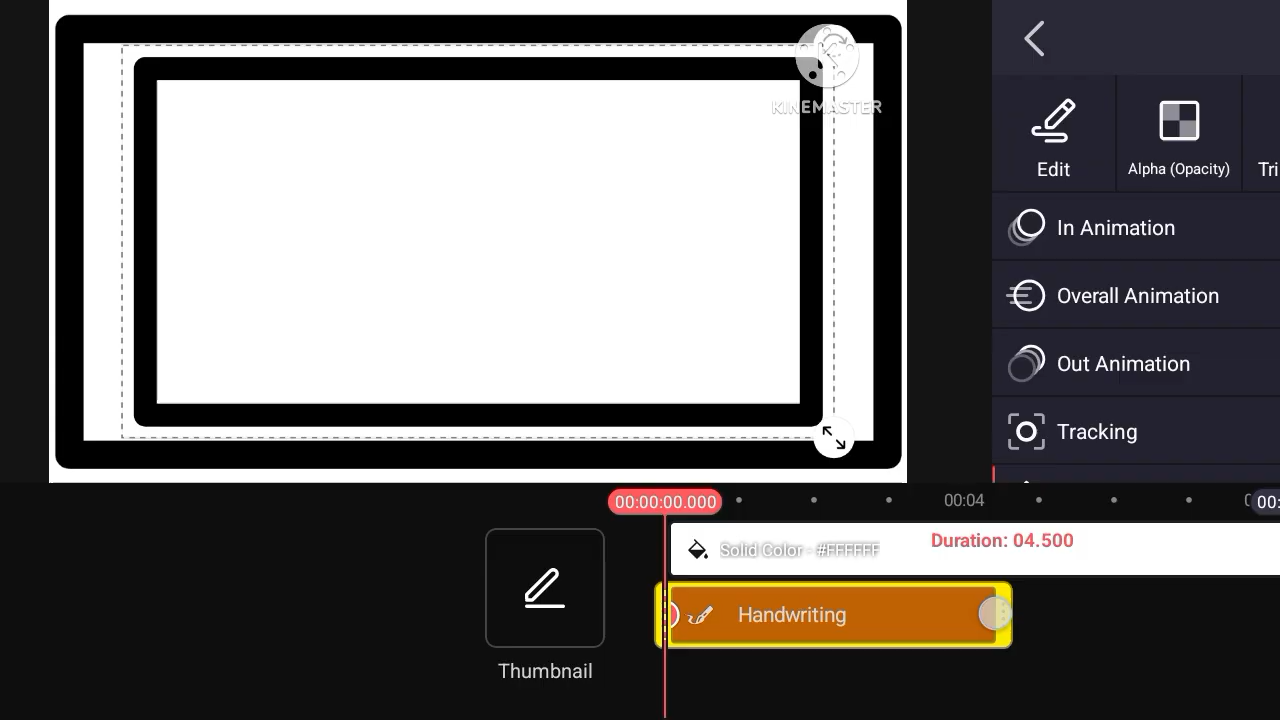 KINEMASTER
Edit
Alpha (Opacity)
Tri
In Animation
Overall Animation
Out Animation
Tracking
00:00:00.000
00:04
00:
Solid Color - #FFFFFF
Duration: 04.500
Handwriting
Thumbnail